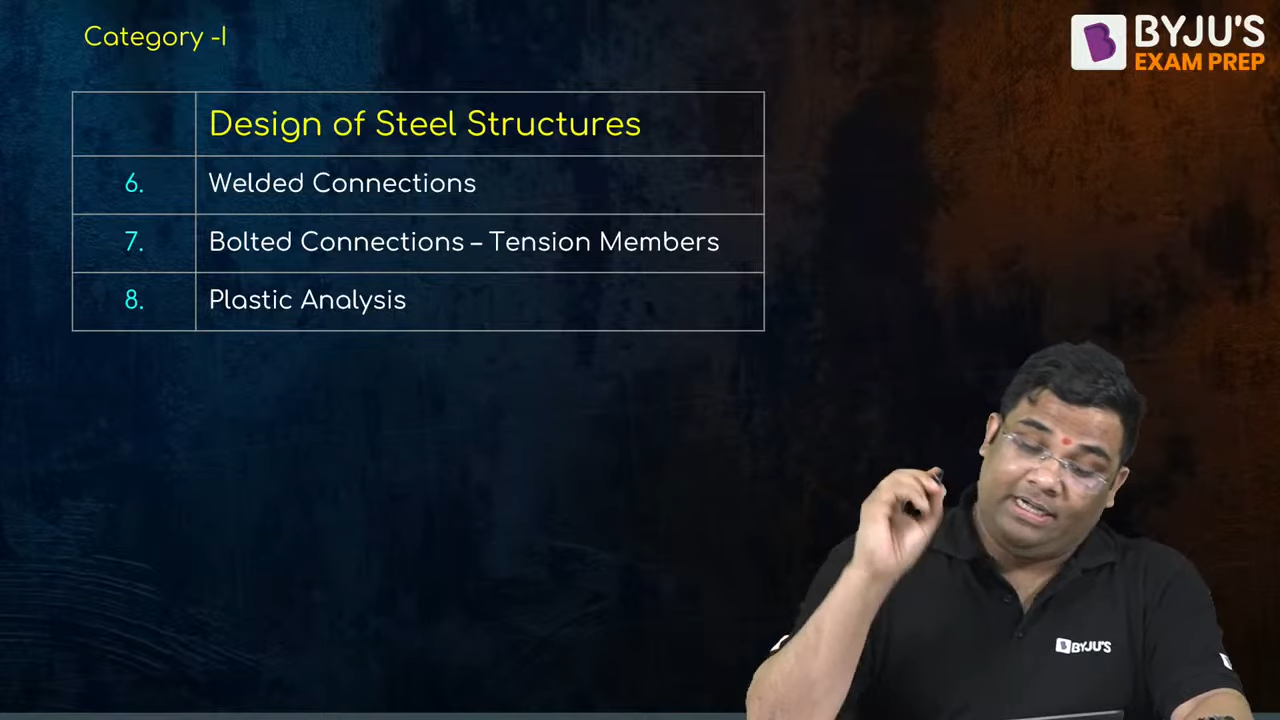 Category -I
BYJU'S
EXAM PREP
Design of Steel Structures
6. Welded Connections
7. Bolted Connections – Tension Members
8. Plastic Analysis
BYJU'S